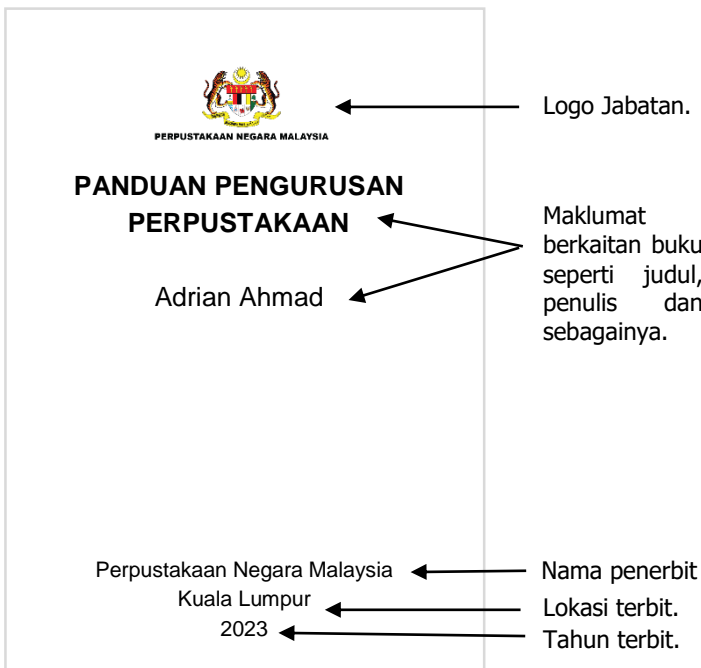 PERPUSTAKAAN NEGARA MALAYSIA
Logo Jabatan.
PANDUAN PENGURUSAN
PERPUSTAKAAN
Adrian Ahmad
Maklumat
berkaitan buku
seperti judul,
penulis dan
sebagainya.
Perpustakaan Negara Malaysia
Nama penerbit
Kuala Lumpur
Lokasi terbit.
2023
Tahun terbit.